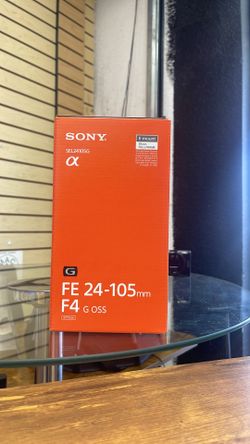 SONY
SEL24105G
α
G
FE 24-105mm
F4 G OSS